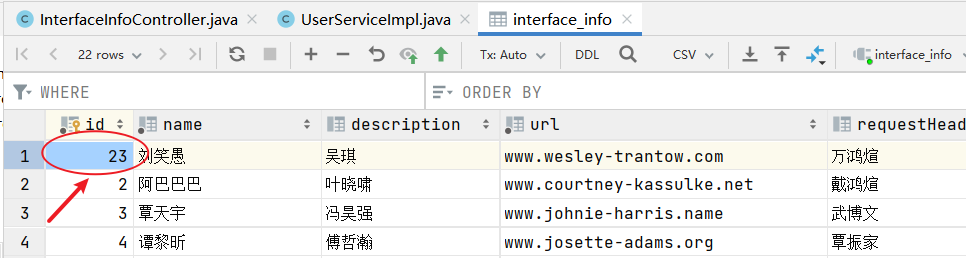 InterfaceInfoController.java UserServiceImpl.java interface_info
22 rows Tx: Auto DDL CSV interface_info
WHERE ORDER BY
id name description url requestHead
1 23 刘笑愚 吴琪 www.wesley-trantow.com 万鸿煊
2 2 阿巴巴巴 叶晓啸 www.courtney-kassulke.net 戴鸿煊
3 3 覃天宇 冯昊强 www.johnie-harris.name 武博文
4 4 谭黎昕 傅哲瀚 www.josette-adams.org 覃振家